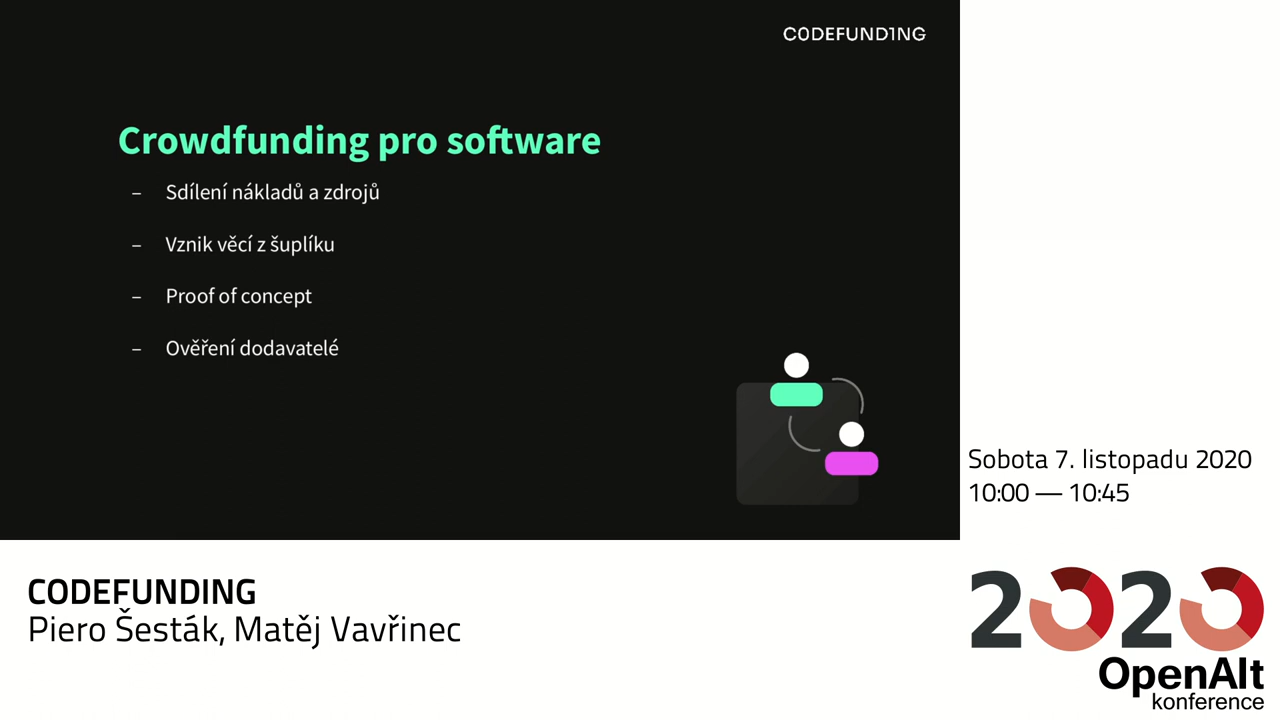 C0DEFUND1NG
Crowdfunding pro software
– Sdílení nákladů a zdrojů
– Vznik věcí z šuplíku
– Proof of concept
– Ověření dodavatelé
Sobota 7. listopadu 2020
10:00 — 10:45
CODEFUNDING
Piero Šesták, Matěj Vavřinec
2020
OpenAlt
konference